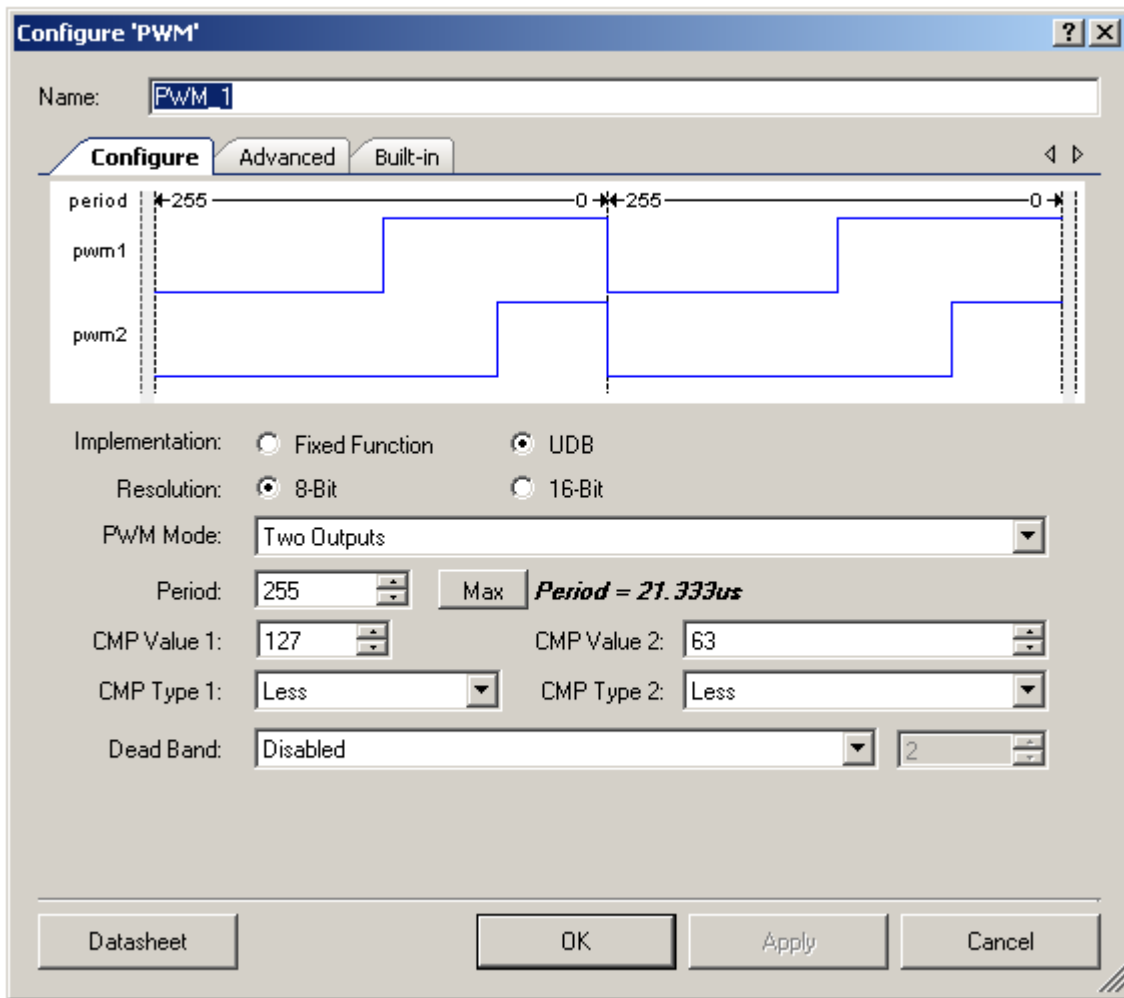 Configure 'PWM'
Name: PWM_1
Configure Advanced Built-in
period 255 0 255 0
pwm1
pwm2
Implementation: Fixed Function UDB
Resolution: 8-Bit 16-Bit
PWM Mode: Two Outputs
Period: 255 Max Period = 21.333us
CMP Value 1: 127 CMP Value 2: 63
CMP Type 1: Less CMP Type 2: Less
Dead Band: Disabled 2
Datasheet OK Apply Cancel